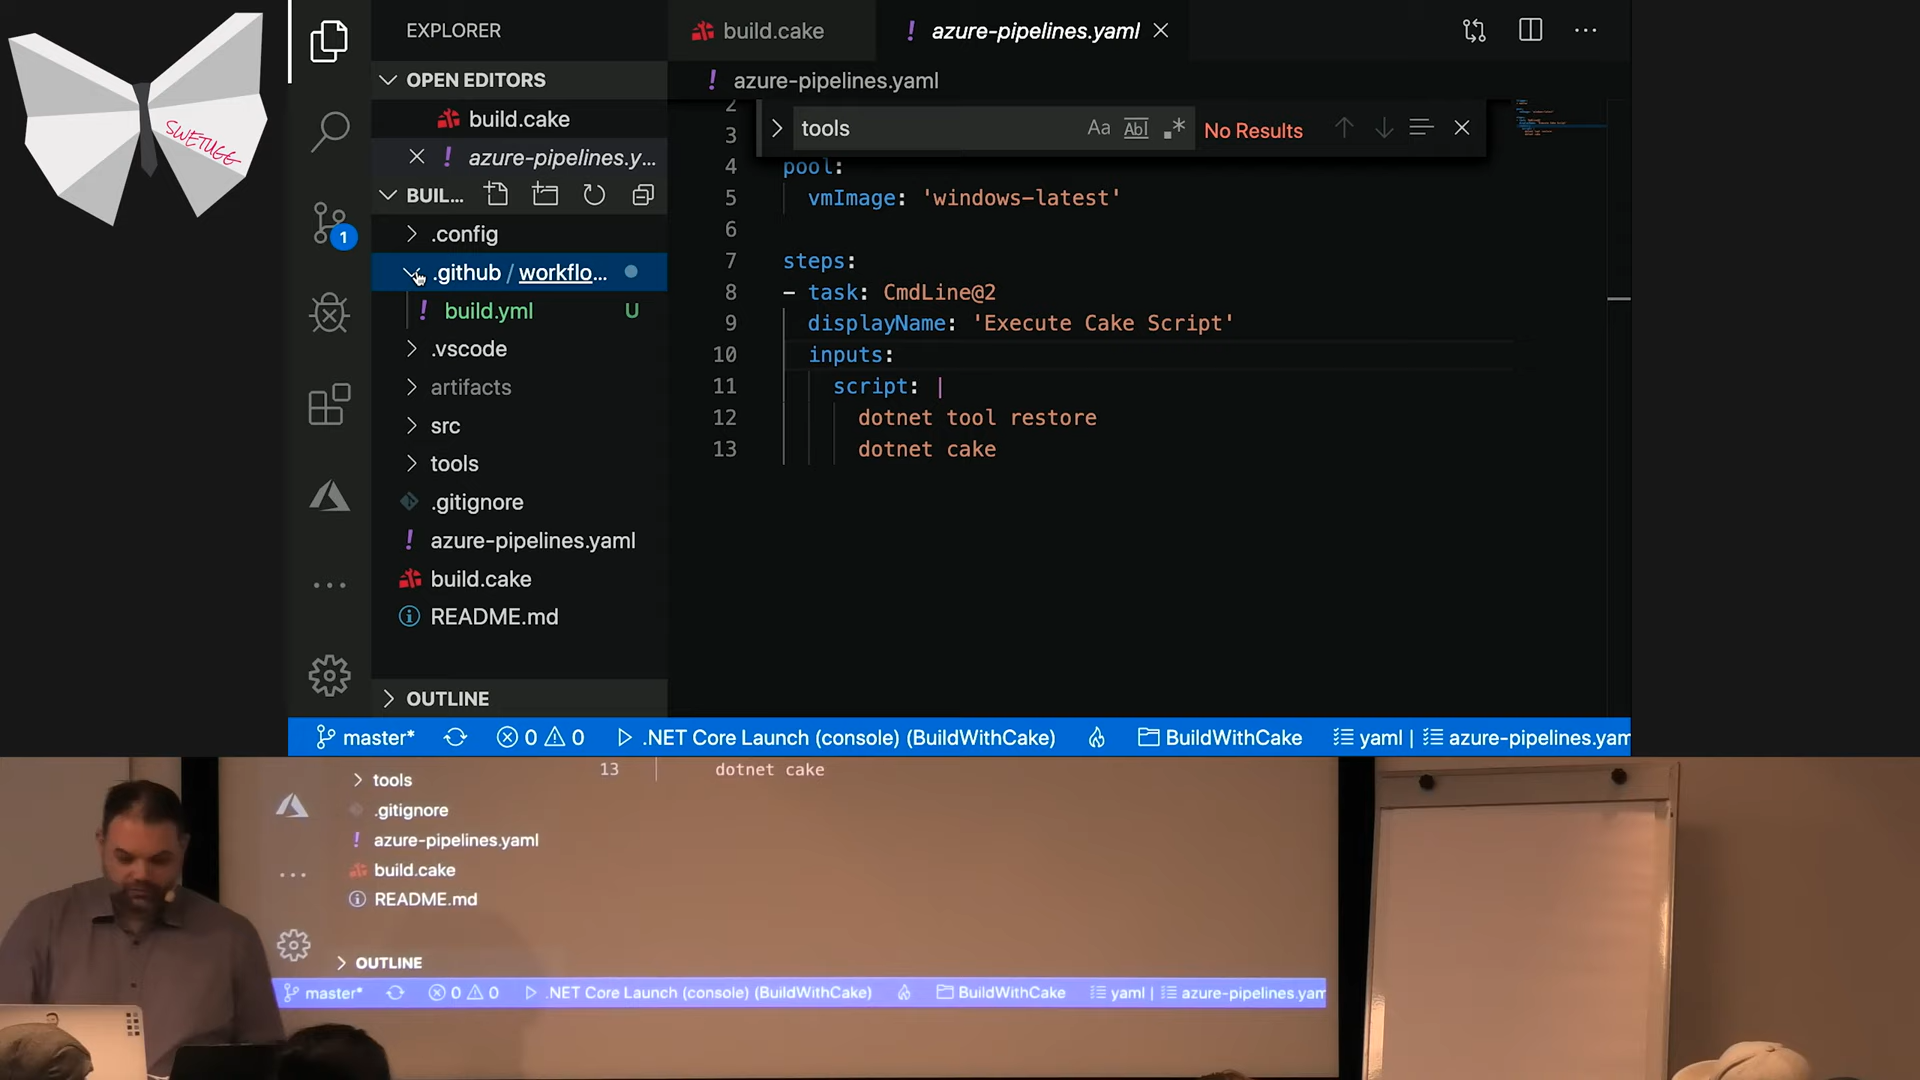 SWETUGG
EXPLORER
OPEN EDITORS
build.cake
azure-pipelines.y...
BUIL...
.config
.github / workflo...
build.yml U
.vscode
artifacts
src
tools
.gitignore
azure-pipelines.yaml
build.cake
README.md
OUTLINE
1
build.cake
azure-pipelines.yaml
azure-pipelines.yaml
tools
Aa Abl .* No Results
2
3
4 pool:
5 vmImage: 'windows-latest'
6
7 steps:
8 - task: CmdLine@2
9 displayName: 'Execute Cake Script'
10 inputs:
11 script: |
12 dotnet tool restore
13 dotnet cake
master* 0 0 .NET Core Launch (console) (BuildWithCake) BuildWithCake yaml | azure-pipelines.yam
tools 13 dotnet cake
.gitignore
azure-pipelines.yaml
build.cake
README.md
OUTLINE
master* 0 0 .NET Core Launch (console) (BuildWithCake) BuildWithCake yaml | azure-pipelines.yam